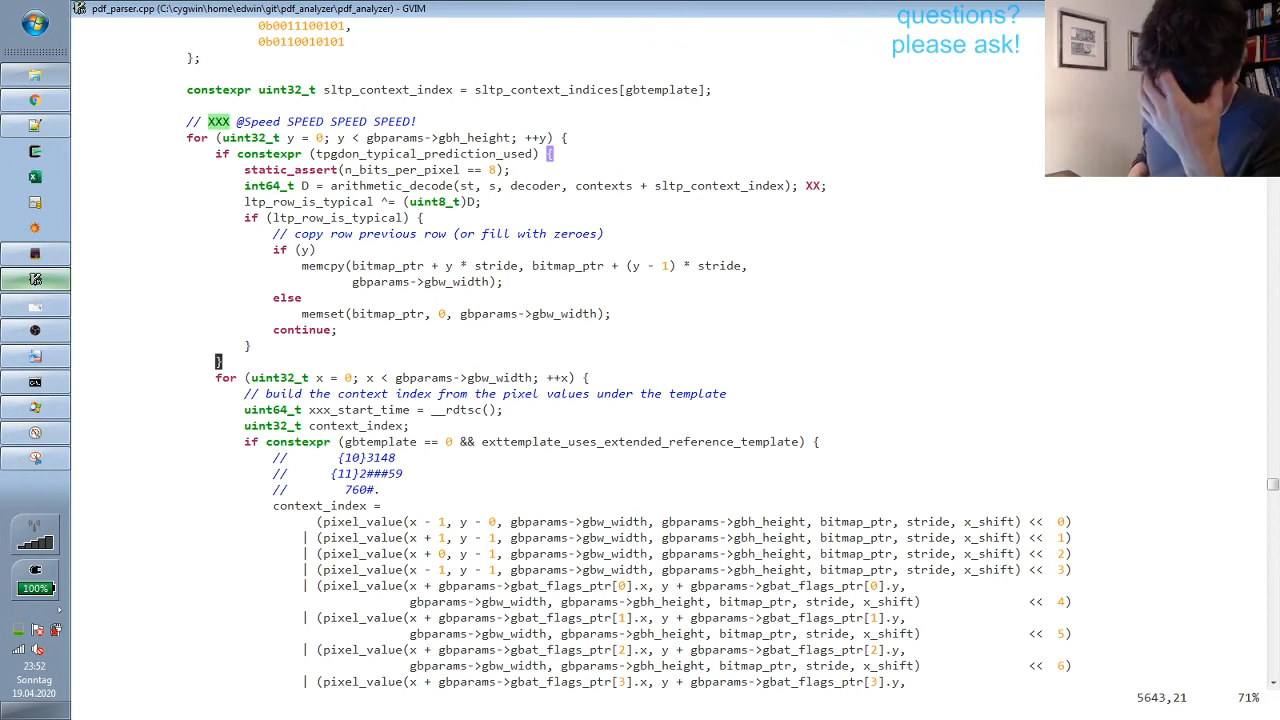 pdf_parser.cpp (C:\cygwin\home\edwin\git\pdf_analyzer\pdf_analyzer) - GVIM
questions?
please ask!
0b0011100101,
0b0110010101
};
constexpr uint32_t sltp_context_index = sltp_context_indices[gbtemplate];
// XXX @Speed SPEED SPEED SPEED!
for (uint32_t y = 0; y < gbparams->gbh_height; ++y) {
if constexpr (tpgdon_typical_prediction_used) {
static_assert(n_bits_per_pixel == 8);
int64_t D = arithmetic_decode(st, s, decoder, contexts + sltp_context_index); XX;
ltp_row_is_typical ^= (uint8_t)D;
if (ltp_row_is_typical) {
// copy row previous row (or fill with zeroes)
if (y)
memcpy(bitmap_ptr + y * stride, bitmap_ptr + (y - 1) * stride,
gbparams->gbw_width);
else
memset(bitmap_ptr, 0, gbparams->gbw_width);
continue;
}
}
for (uint32_t x = 0; x < gbparams->gbw_width; ++x) {
// build the context index from the pixel values under the template
uint64_t xxx_start_time = __rdtsc();
uint32_t context_index;
if constexpr (gbtemplate == 0 && exttemplate_uses_extended_reference_template) {
// {10}3148
// {11}2###59
// 760#.
context_index =
(pixel_value(x - 1, y - 0, gbparams->gbw_width, gbparams->gbh_height, bitmap_ptr, stride, x_shift) << 0)
| (pixel_value(x + 1, y - 1, gbparams->gbw_width, gbparams->gbh_height, bitmap_ptr, stride, x_shift) << 1)
| (pixel_value(x + 0, y - 1, gbparams->gbw_width, gbparams->gbh_height, bitmap_ptr, stride, x_shift) << 2)
| (pixel_value(x - 1, y - 1, gbparams->gbw_width, gbparams->gbh_height, bitmap_ptr, stride, x_shift) << 3)
| (pixel_value(x + gbparams->gbat_flags_ptr[0].x, y + gbparams->gbat_flags_ptr[0].y,
gbparams->gbw_width, gbparams->gbh_height, bitmap_ptr, stride, x_shift) << 4)
| (pixel_value(x + gbparams->gbat_flags_ptr[1].x, y + gbparams->gbat_flags_ptr[1].y,
gbparams->gbw_width, gbparams->gbh_height, bitmap_ptr, stride, x_shift) << 5)
| (pixel_value(x + gbparams->gbat_flags_ptr[2].x, y + gbparams->gbat_flags_ptr[2].y,
gbparams->gbw_width, gbparams->gbh_height, bitmap_ptr, stride, x_shift) << 6)
| (pixel_value(x + gbparams->gbat_flags_ptr[3].x, y + gbparams->gbat_flags_ptr[3].y,
5643,21 71%
100%
23:52
Sonntag
19.04.2020